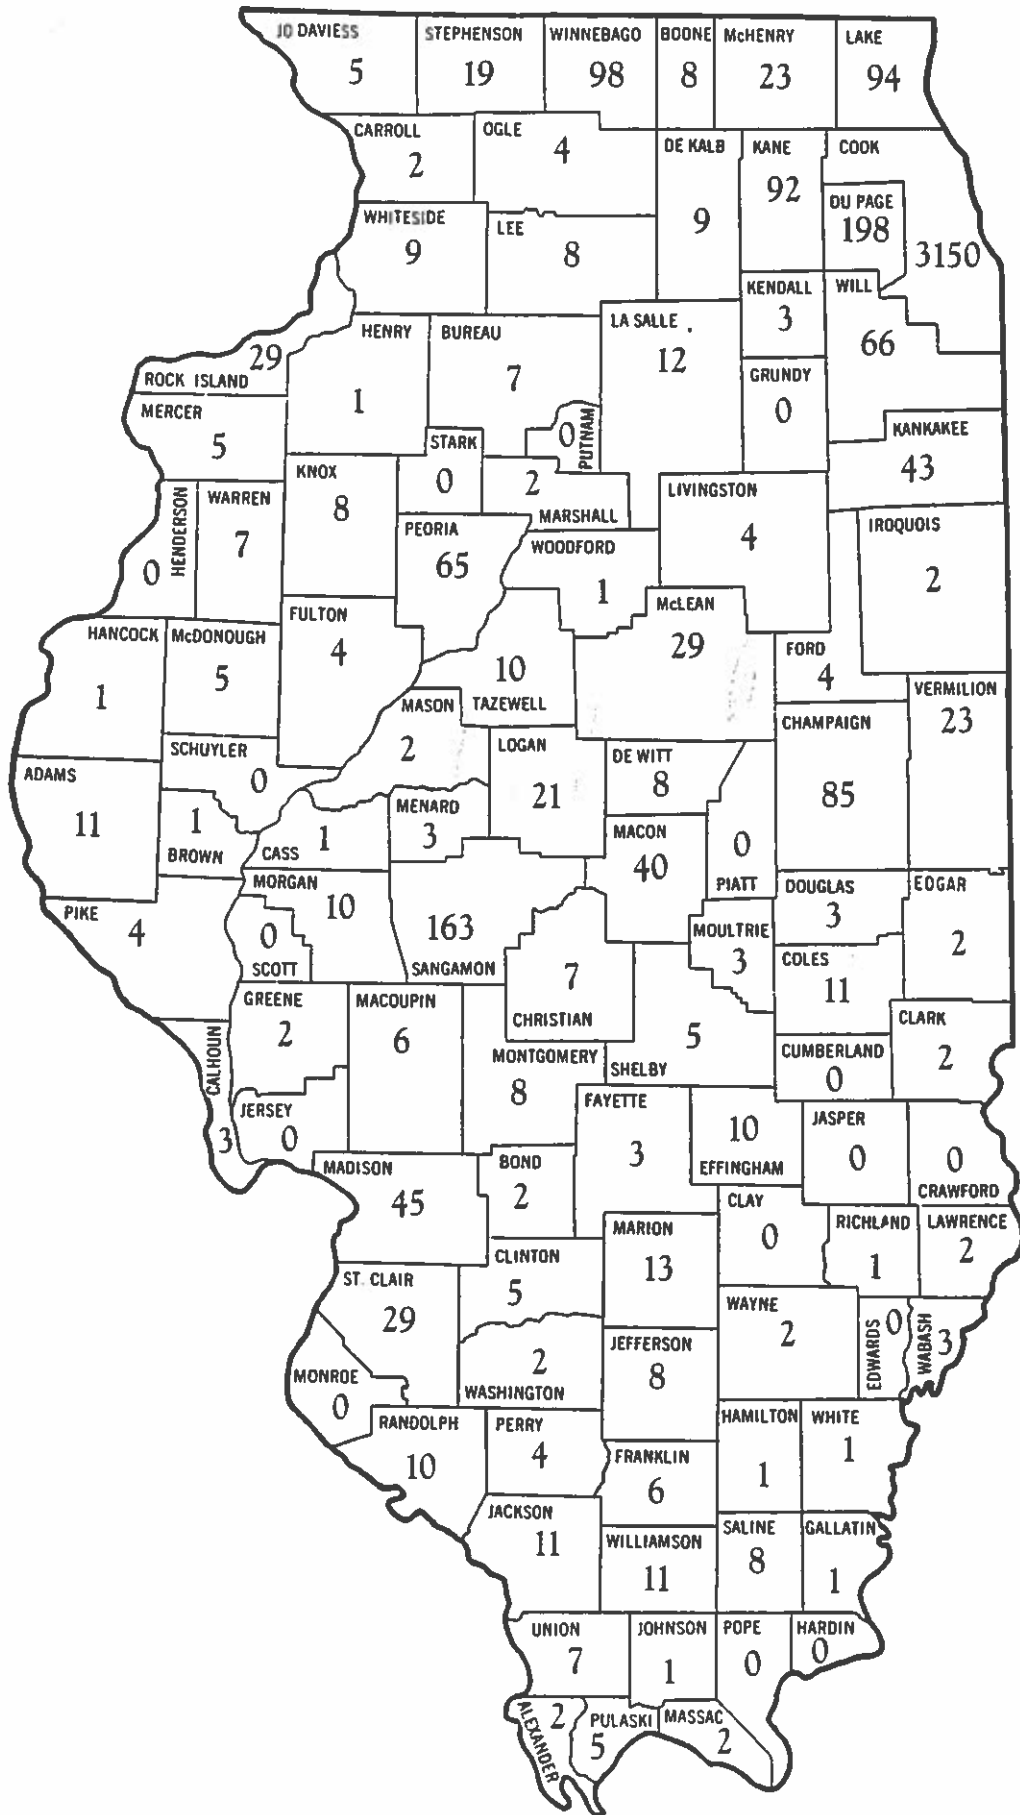 JO DAVIESS
5
STEPHENSON
19
WINNEBAGO
98
BOONE
8
McHENRY
23
LAKE
94
CARROLL
2
OGLE
4
DE KALB
9
KANE
92
COOK
3150
DU PAGE
198
WHITESIDE
9
LEE
8
KENDALL
3
WILL
66
ROCK ISLAND
29
HENRY
1
BUREAU
7
LA SALLE
12
GRUNDY
0
MERCER
5
STARK
0
PUTNAM
0
KANKAKEE
43
HENDERSON
0
WARREN
7
KNOX
8
PEORIA
65
MARSHALL
2
LIVINGSTON
4
WOODFORD
1
IROQUOIS
2
HANCOCK
1
McDONOUGH
5
FULTON
4
TAZEWELL
10
McLEAN
29
FORD
4
VERMILION
23
MASON
2
LOGAN
21
DE WITT
8
CHAMPAIGN
85
ADAMS
11
SCHUYLER
0
BROWN
1
CASS
1
MENARD
3
MACON
40
PIATT
0
PIKE
4
MORGAN
10
SCOTT
0
SANGAMON
163
CHRISTIAN
7
MOULTRIE
3
DOUGLAS
3
EDGAR
2
COLES
11
GREENE
2
MACOUPIN
6
MONTGOMERY
8
SHELBY
5
CUMBERLAND
0
CLARK
2
CALHOUN
3
JERSEY
0
FAYETTE
3
EFFINGHAM
10
JASPER
0
CRAWFORD
0
MADISON
45
BOND
2
CLAY
0
RICHLAND
1
LAWRENCE
2
ST. CLAIR
29
CLINTON
5
MARION
13
WAYNE
2
EDWARDS
0
WABASH
3
MONROE
0
WASHINGTON
2
JEFFERSON
8
RANDOLPH
10
PERRY
4
FRANKLIN
6
HAMILTON
1
WHITE
1
JACKSON
11
WILLIAMSON
11
SALINE
8
GALLATIN
1
UNION
7
JOHNSON
1
POPE
0
HARDIN
0
ALEXANDER
2
PULASKI
5
MASSAC
2